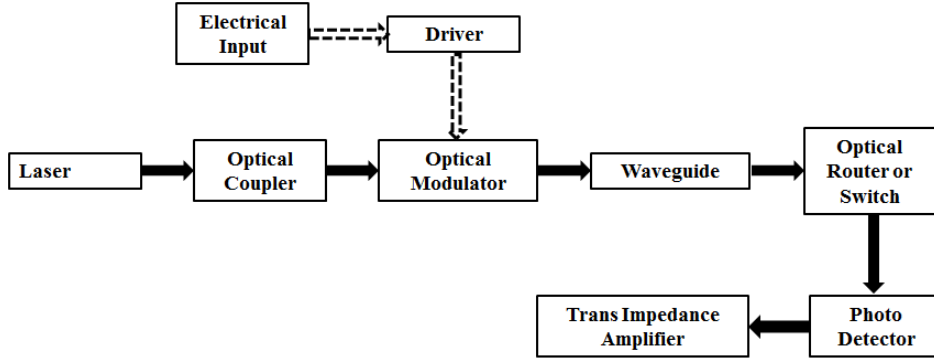 Electrical
Input
Driver
Laser
Optical
Coupler
Optical
Modulator
Waveguide
Optical
Router or
Switch
Trans Impedance
Amplifier
Photo
Detector